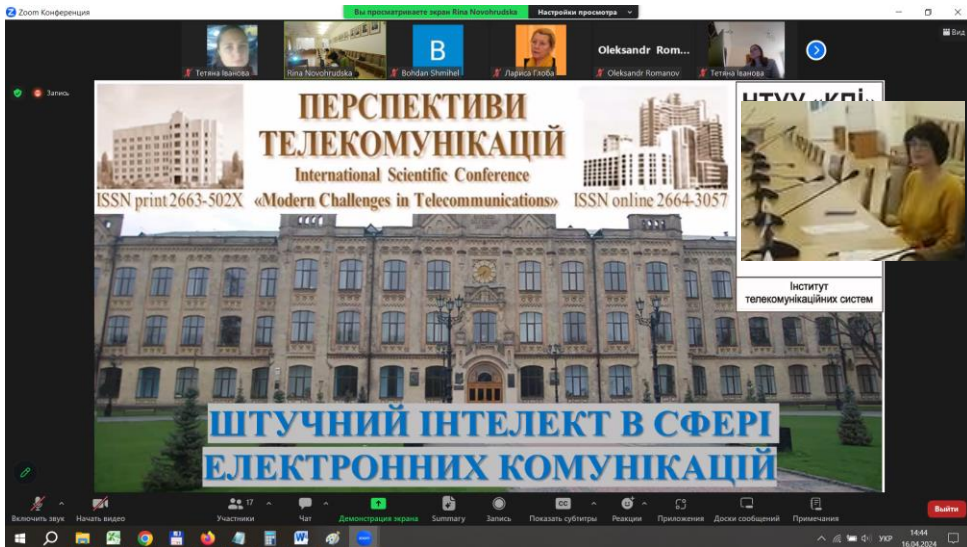 Zoom Конференция
Вы просматриваете экран Rina Novohrudska
Настройки просмотра
Вид
Запись
Тетяна Іванова
Rina Novohrudska
B
Bohdan Shmihel
Лариса Глоба
Oleksandr Rom...
Oleksandr Romanov
Тетяна Іванова
ПЕРСПЕКТИВИ
ТЕЛЕКОМУНІКАЦІЙ
International Scientific Conference
«Modern Challenges in Telecommunications»
ISSN print 2663-502X
ISSN online 2664-3057
НТУУ «КПІ»
Інститут
телекомунікаційних систем
ШТУЧНИЙ ІНТЕЛЕКТ В СФЕРІ
ЕЛЕКТРОННИХ КОМУНІКАЦІЙ
Включить звук
Начать видео
17
Участники
Чат
Демонстрация экрана
Summary
Запись
CC
Показать субтитры
Реакции
Приложения
Доски сообщений
Примечания
Выйти
УКР
14:44
16.04.2024